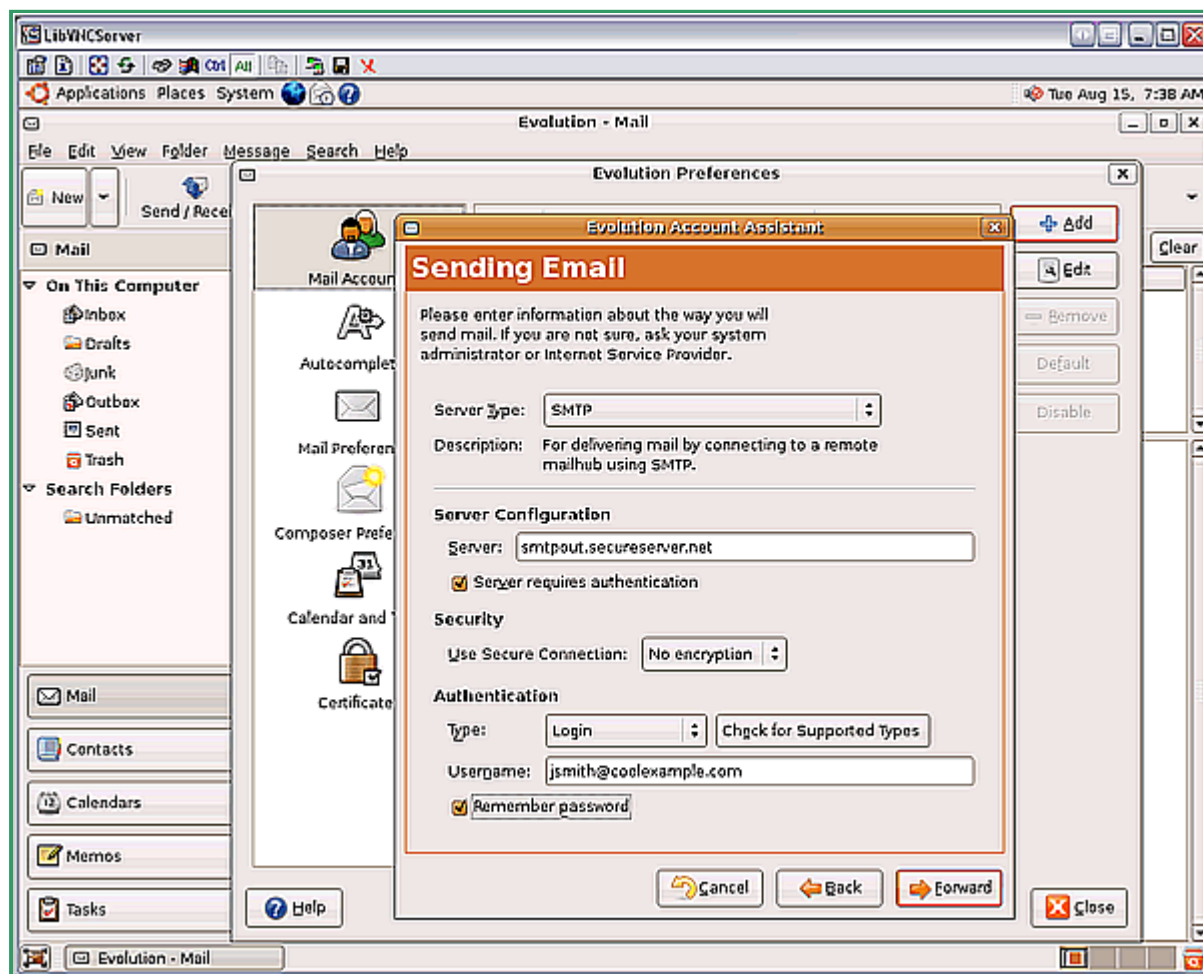 LibVNCServer
Ctrl Alt
Applications Places System
Tue Aug 15, 7:38 AM
Evolution - Mail
File Edit View Folder Message Search Help
Evolution Preferences
New
Send / Recei
Add
Evolution Account Assistant
Mail
Clear
Sending Email
Edit
Mail Accoun
On This Computer
Inbox
Please enter information about the way you will
send mail. If you are not sure, ask your system
administrator or Internet Service Provider.
Remove
Drafts
Autocomplet
Default
Junk
Outbox
Server Type: SMTP
Disable
Sent
Mail Preferen
Description: For delivering mail by connecting to a remote
mailhub using SMTP.
Trash
Search Folders
Unmatched
Server Configuration
Composer Prefe
Server: smtpout.secureserver.net
31
Server requires authentication
Calendar and
Security
Use Secure Connection: No encryption
Mail
Certificate
Authentication
Type: Login Check for Supported Types
Contacts
Username: jsmith@coolexample.com
12 Calendars
Remember password
Memos
Cancel Back Forward
Tasks
Help
Close
Evolution - Mail